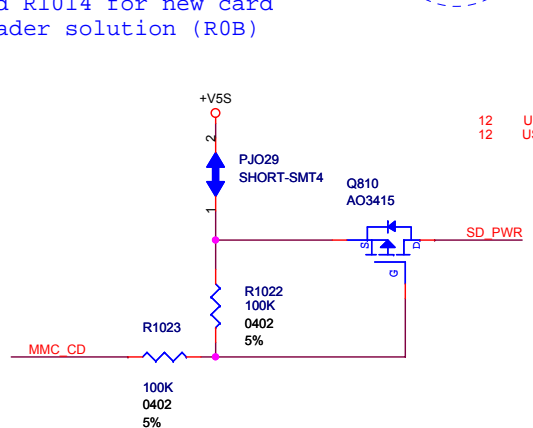 d R1014 for new card
ader solution (R0B)
+V5S
2
PJO29
SHORT-SMT4
1
12 U
12 US
Q810
AO3415
S
D
G
SD_PWR
R1022
100K
0402
5%
R1023
MMC_CD
100K
0402
5%